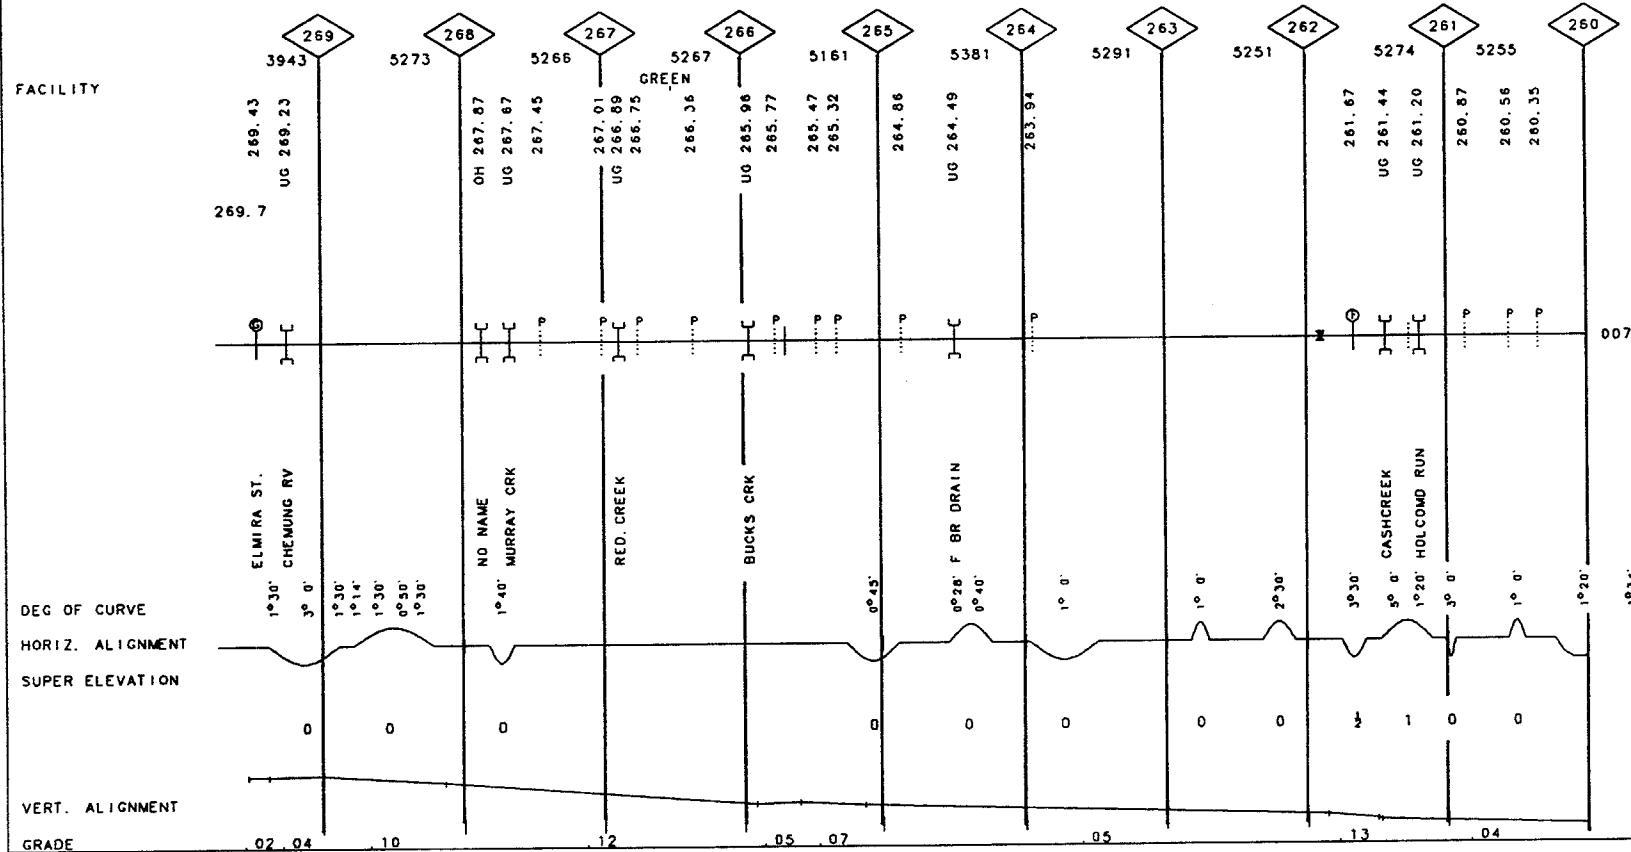 269 268 267 266 265 264 263 262 261 260
3943 5273 5266 5267 5161 5381 5291 5251 5274 5255
FACILITY
GREEN
269.43
UG 269.23
OH 267.87
UG 267.67
267.45
267.01
UG 266.89
266.75
266.36
UG 265.96
265.77
265.47
265.32
264.86
UG 264.49
263.94
261.67
UG 261.44
UG 261.20
260.87
260.56
260.35
269.7
G P P P P P P P P F P P P
007
ELMIRA ST.
CHEMUNG RV
NO NAME
MURRAY CRK
RED. CREEK
BUCKS CRK
F BR DRAIN
CASHCREEK
HOLCOMD RUN
DEG OF CURVE
1°30' 3° 0' 1°30' 1°14' 1°30' 0°50' 1°30' 1°40' 0°45' 0°28' 0°40' 1° 0' 1° 0' 2°30' 3°30' 5° 0' 1°20' 3° 0' 1° 0' 1°20'
HORIZ. ALIGNMENT
SUPER ELEVATION
0 0 0 0 0 0 0 0 ½ 1 0 0
VERT. ALIGNMENT
GRADE .02 .04 .10 .12 .05 .07 .05 .13 .04